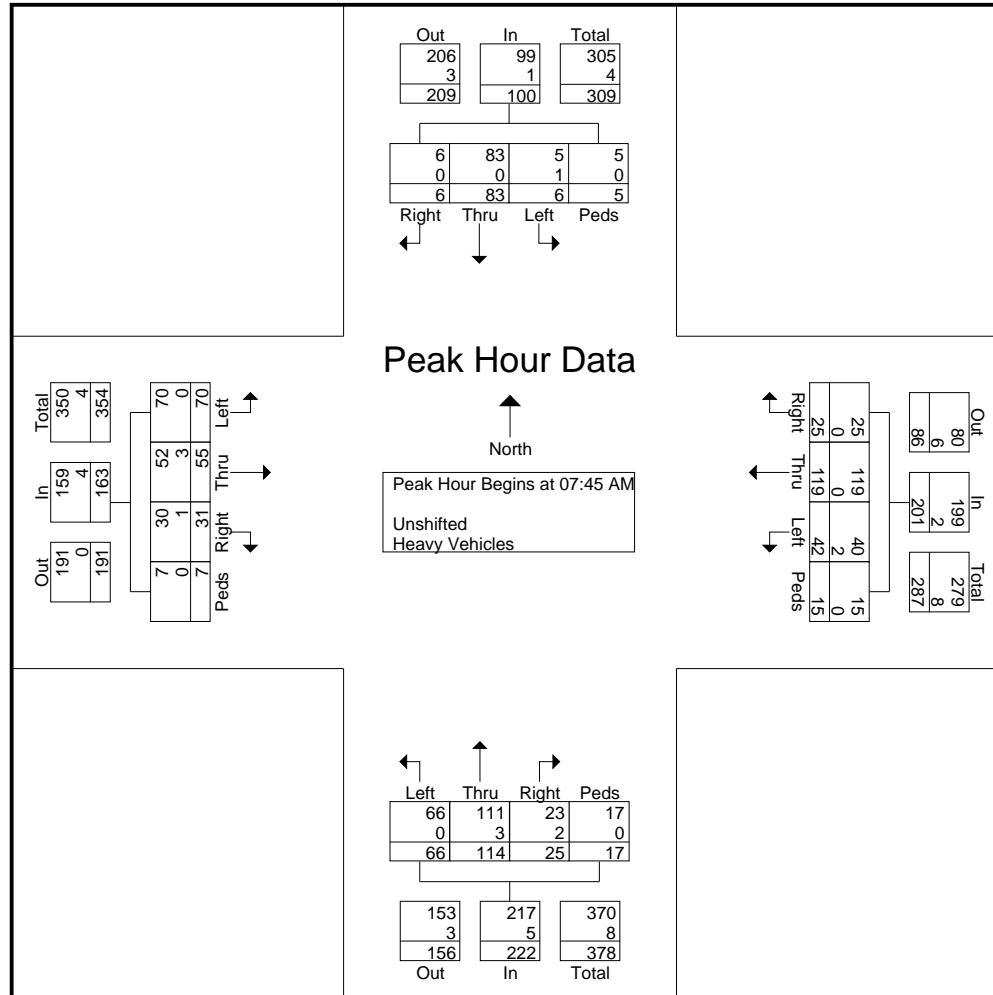 Out In Total
206 99 305
3 1 4
209 100 309
6 83 5 5
0 0 1 0
6 83 6 5
Right Thru Left Peds
Peak Hour Data
North
Peak Hour Begins at 07:45 AM
Unshifted
Heavy Vehicles
Total
350
4
354
In
159
4
163
Out
191
0
191
70
0
70
Left
52
3
55
Thru
30
1
31
Right
7
0
7
Peds
Right
25
0
25
Thru
119
0
119
Left
42
2
40
Peds
15
0
15
Out
80
6
86
In
199
2
201
Total
279
8
287
Left Thru Right Peds
66 111 23 17
0 3 2 0
66 114 25 17
153 217 370
3 5 8
156 222 378
Out In Total